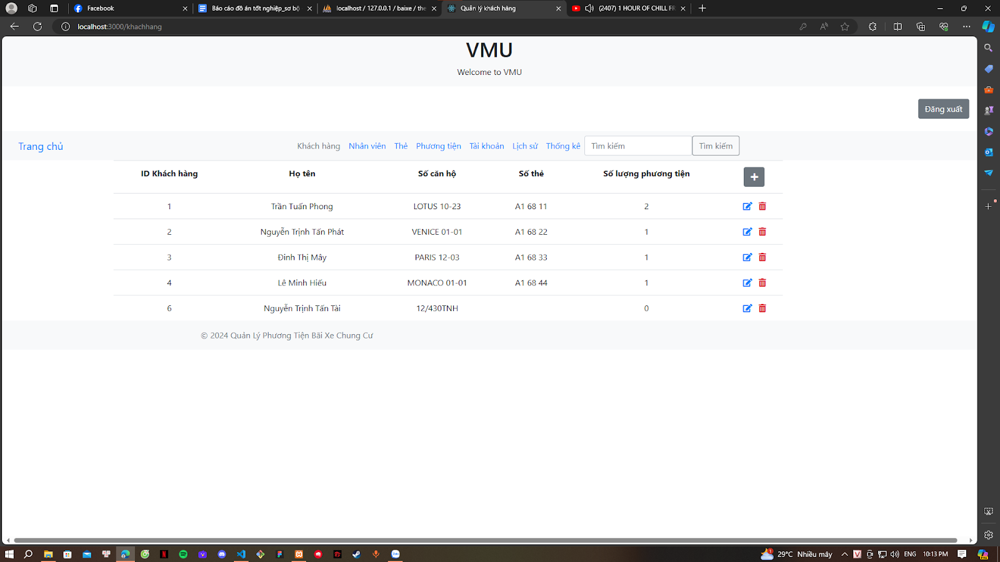 Facebook
Báo cáo đồ án tốt nghiệp_sơ bộ
localhost / 127.0.0.1 / baixe / the
Quản lý khách hàng
(2407) 1 HOUR OF CHILL FR
localhost:3000/khachhang
VMU
Welcome to VMU
Đăng xuất
Trang chủ Khách hàng Nhân viên Thẻ Phương tiện Tài khoản Lịch sử Thống kê Tìm kiếm Tìm kiếm
ID Khách hàng Họ tên Số căn hộ Số thẻ Số lượng phương tiện +
1 Trần Tuấn Phong LOTUS 10-23 A1 68 11 2
2 Nguyễn Trịnh Tấn Phát VENICE 01-01 A1 68 22 1
3 Đinh Thị Mây PARIS 12-03 A1 68 33 1
4 Lê Minh Hiếu MONACO 01-01 A1 68 44 1
6 Nguyễn Trịnh Tấn Tài 12/430TNH 0
© 2024 Quản Lý Phương Tiện Bãi Xe Chung Cư
29°C Nhiều mây ENG 10:13 PM